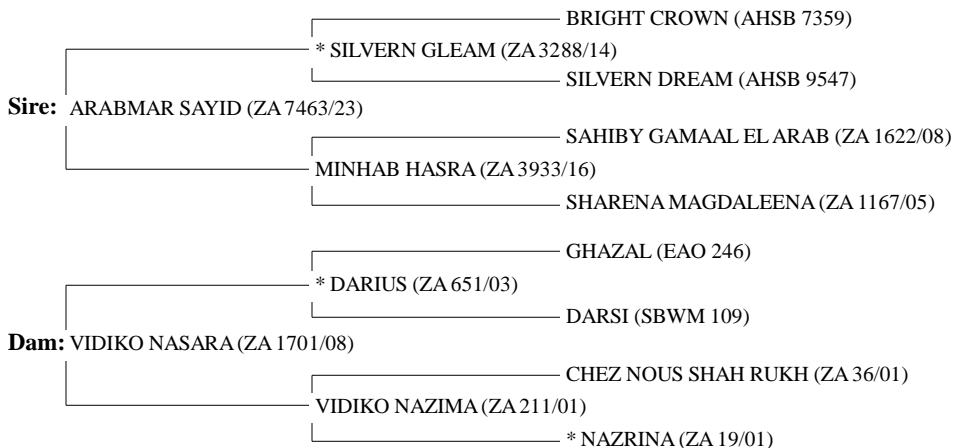 BRIGHT CROWN (AHSB 7359)
* SILVERN GLEAM (ZA 3288/14)
SILVERN DREAM (AHSB 9547)
Sire: ARABMAR SAYID (ZA 7463/23)
SAHIBY GAMAAL EL ARAB (ZA 1622/08)
MINHAB HASRA (ZA 3933/16)
SHARENA MAGDALEENA (ZA 1167/05)
GHAZAL (EAO 246)
* DARIUS (ZA 651/03)
DARSI (SBWM 109)
Dam: VIDIKO NASARA (ZA 1701/08)
CHEZ NOUS SHAH RUKH (ZA 36/01)
VIDIKO NAZIMA (ZA 211/01)
* NAZRINA (ZA 19/01)